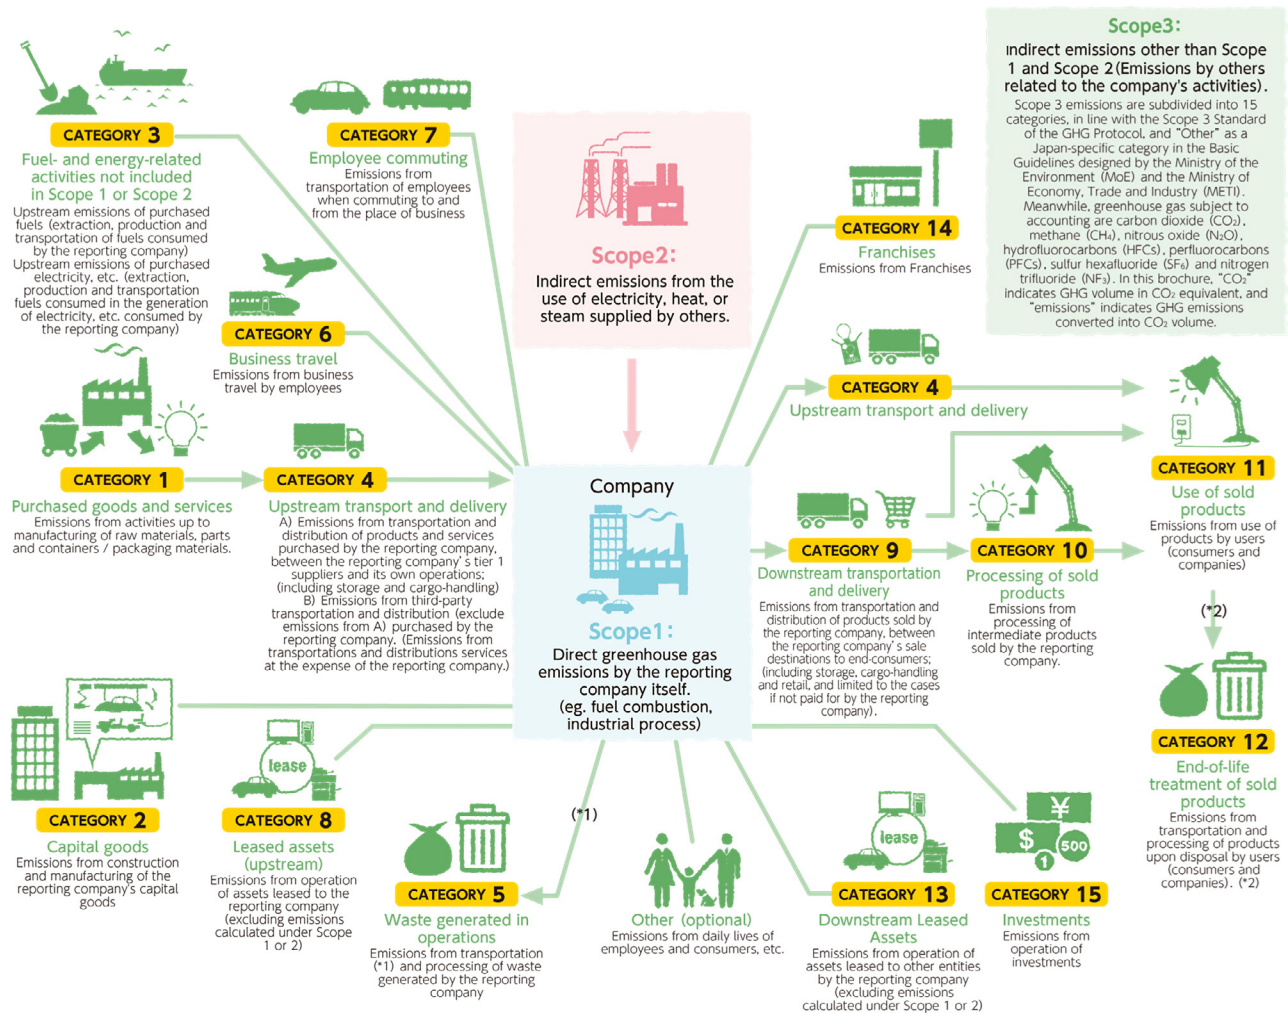 Scope3:
Indirect emissions other than Scope
1 and Scope 2(Emissions by others
related to the company's activities).
Scope 3 emissions are subdivided into 15
categories, in line with the Scope 3 Standard
of the GHG Protocol, and "Other" as a
Japan-specific category in the Basic
Guidelines designed by the Ministry of the
Environment (MoE) and the Ministry of
Economy, Trade and Industry (METI).
Meanwhile, greenhouse gas subject to
accounting are carbon dioxide (CO₂),
methane (CH₄), nitrous oxide (N₂O),
hydrofluorocarbons (HFCs), perfluorocarbons
(PFCs), sulfur hexafluoride (SF₆) and nitrogen
trifluoride (NF₃). In this brochure, "CO₂"
indicates GHG volume in CO₂ equivalent, and
"emissions" indicates GHG emissions
converted into CO₂ volume.
CATEGORY 3
Fuel- and energy-related
activities not included
in Scope 1 or Scope 2
Upstream emissions of purchased
fuels (extraction, production and
transportation of fuels consumed
by the reporting company)
Upstream emissions of purchased
electricity, etc. (extraction,
production and transportation
fuels consumed in the generation
of electricity, etc. consumed by
the reporting company)
CATEGORY 7
Employee commuting
Emissions from
transportation of employees
when commuting to and
from the place of business
Scope2:
Indirect emissions from the
use of electricity, heat, or
steam supplied by others.
CATEGORY 14
Franchises
Emissions from Franchises
CATEGORY 6
Business travel
Emissions from business
travel by employees
CATEGORY 4
Upstream transport and delivery
CATEGORY 1
Purchased goods and services
Emissions from activities up to
manufacturing of raw materials, parts
and containers / packaging materials.
CATEGORY 4
Upstream transport and delivery
A) Emissions from transportation and
distribution of products and services
purchased by the reporting company,
between the reporting company's tier 1
suppliers and its own operations;
(including storage and cargo-handling)
B) Emissions from third-party
transportation and distribution (exclude
emissions from A) purchased by the
reporting company. (Emissions from
transportations and distributions services
at the expense of the reporting company.)
Company
Scope1:
Direct greenhouse gas
emissions by the reporting
company itself.
(eg. fuel combustion,
industrial process)
CATEGORY 9
Downstream transportation
and delivery
Emissions from transportation and
distribution of products sold by
the reporting company, between
the reporting company's sale
destinations to end-consumers;
(including storage, cargo-handling
and retail, and limited to the cases
if not paid for by the reporting
company).
CATEGORY 10
Processing of sold
products
Emissions from
processing of
intermediate products
sold by the reporting
company.
CATEGORY 11
Use of sold
products
Emissions from use of
products by users
(consumers and
companies)
(*2)
CATEGORY 12
End-of-life
treatment of sold
products
Emissions from
transportation and
processing of products
upon disposal by users
(consumers and
companies). (*2)
CATEGORY 2
Capital goods
Emissions from construction
and manufacturing of the
reporting company's capital
goods
lease
CATEGORY 8
Leased assets
(upstream)
Emissions from operation
of assets leased to the
reporting company
(excluding emissions
calculated under Scope
1 or 2)
(*1)
CATEGORY 5
Waste generated in
operations
Emissions from transportation
(*1) and processing of waste
generated by the reporting
company
Other (optional)
Emissions from daily lives of
employees and consumers, etc.
lease
CATEGORY 13
Downstream Leased
Assets
Emissions from operation of
assets leased to other entities
by the reporting company
(excluding emissions
calculated under Scope 1 or 2)
¥
$
1
500
CATEGORY 15
Investments
Emissions from
operation of
investments